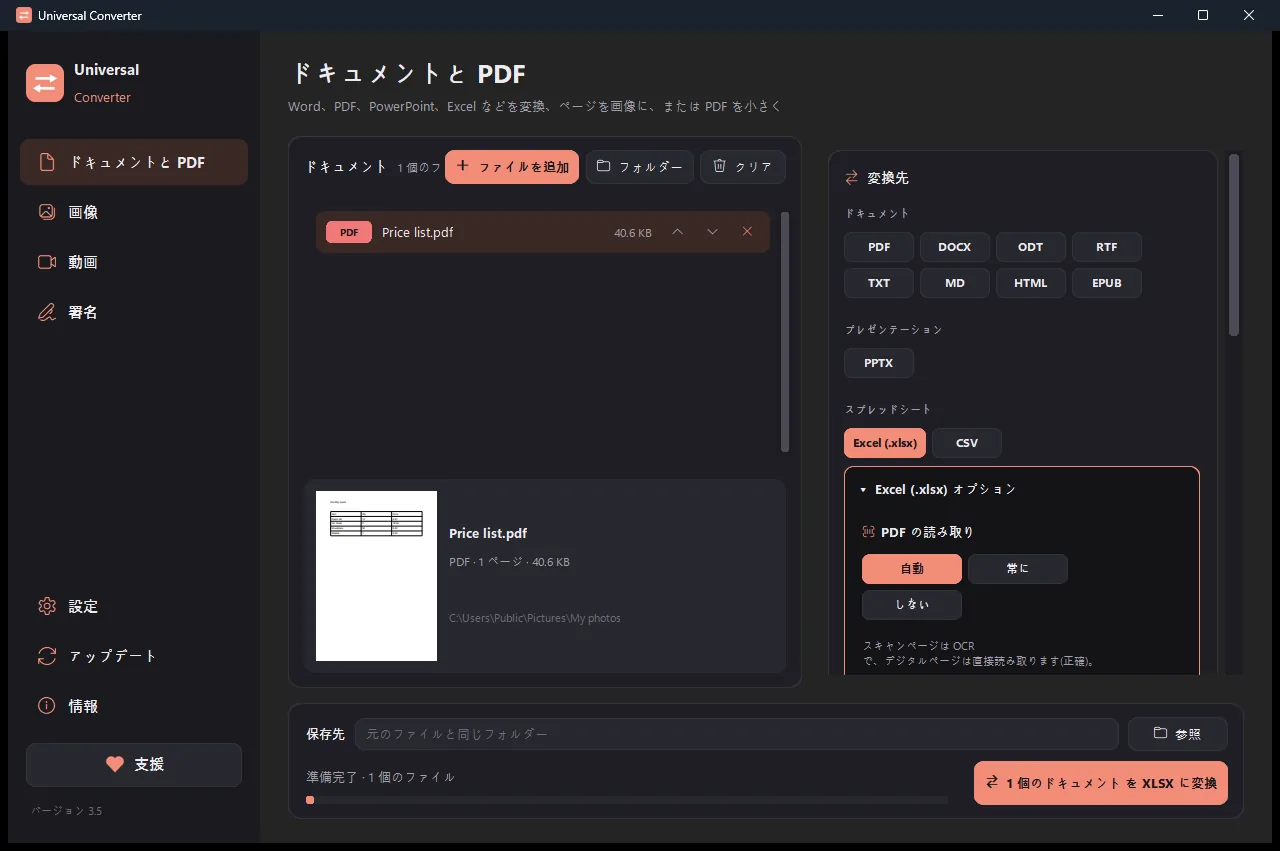 Universal Converter
Universal
Converter
ドキュメントと PDF
画像
動画
署名
設定
アップデート
情報
支援
バージョン 3.5
ドキュメントと PDF
Word、PDF、PowerPoint、Excel などを変換、ページを画像に、または PDF を小さく
ドキュメント 1 個のフ ファイルを追加 フォルダー クリア
PDF Price list.pdf 40.6 KB
Price list.pdf
PDF · 1 ページ · 40.6 KB
C:\Users\Public\Pictures\My photos
変換先
ドキュメント
PDF DOCX ODT RTF
TXT MD HTML EPUB
プレゼンテーション
PPTX
スプレッドシート
Excel (.xlsx) CSV
Excel (.xlsx) オプション
PDF の読み取り
自動 常に
しない
スキャンページは OCR
で、デジタルページは直接読み取ります(正確)。
保存先 元のファイルと同じフォルダー 参照
準備完了 · 1 個のファイル
1 個のドキュメント を XLSX に変換